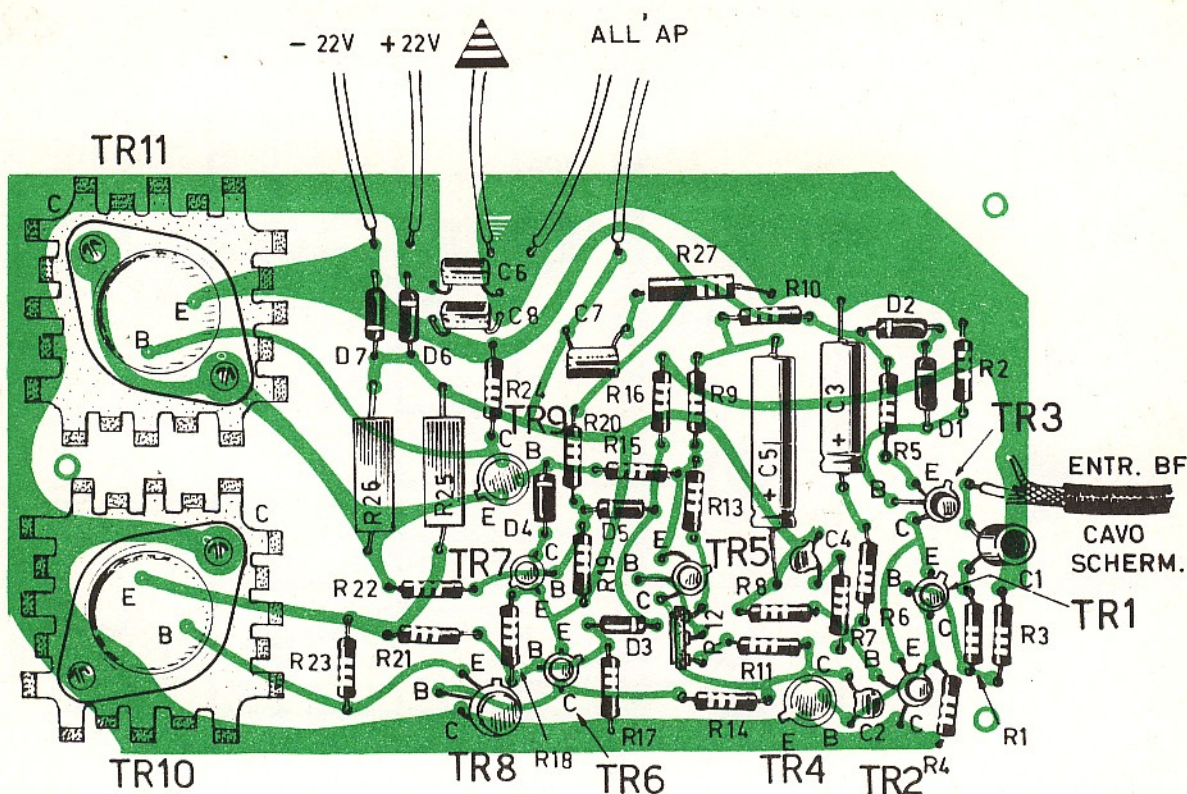 - 22V
+22V
ALL' AP
TR11
C
E
B
C6
C8
D7
D6
R24
C7
R27
R10
D2
R2
D1
R16
R9
C3
+
R5
TR3
TR9
C
B
E
R20
R15
C5
+
R26
R25
D4
D5
R13
E
B
C
ENTR. BF
CAVO
SCHERM.
C1
TR1
TR7
R22
C
B
E
R19
E
B
C
TR5
R8
C4
R6
E
B
C
R3
R1
C
E
B
TR10
R23
R21
E
B
C
TR8
R18
B
E
C
TR6
D3
R17
R12
R11
R14
R7
C
E
B
TR4
C2
B
E
C
TR2
R4